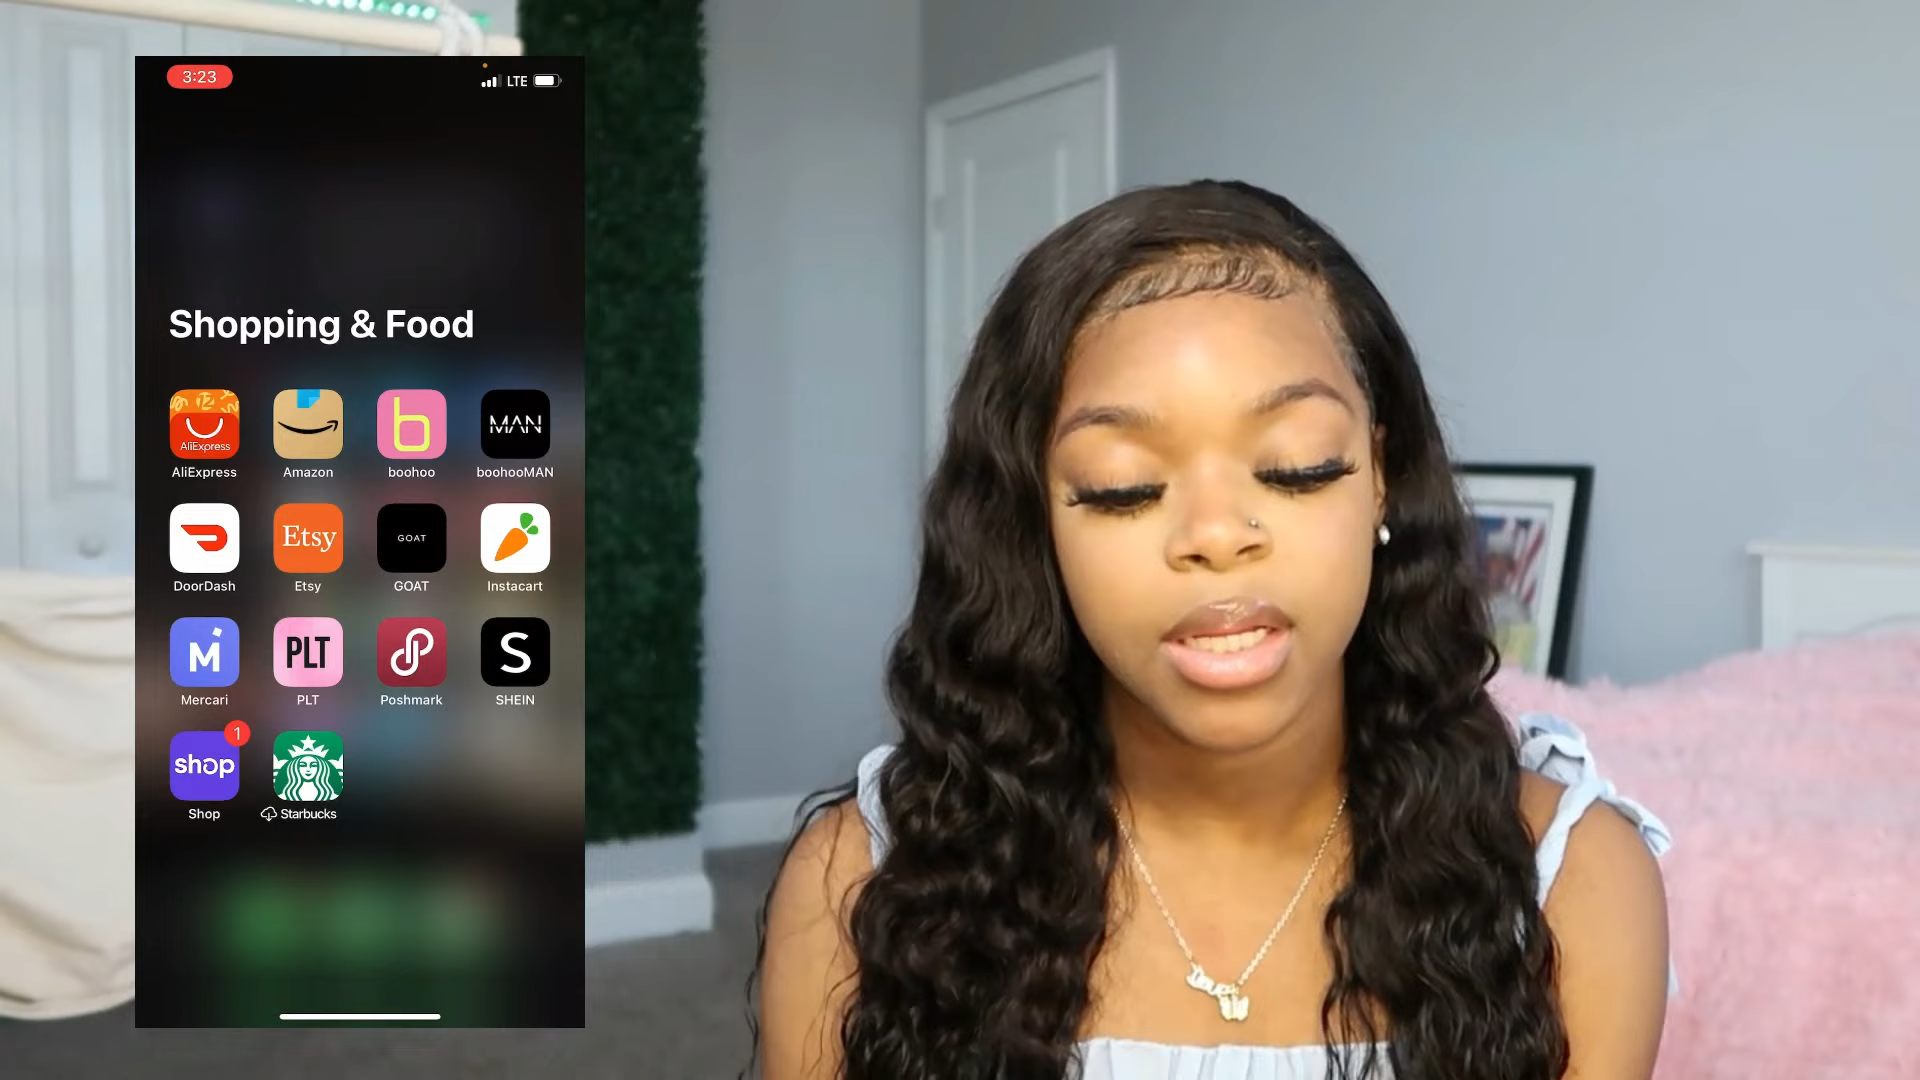 3:23
LTE
Shopping & Food
AliExpress
AliExpress
Amazon
b
boohoo
MAN
boohooMAN
DoorDash
Etsy
Etsy
GOAT
GOAT
Instacart
M
Mercari
PLT
PLT
Poshmark
S
SHEIN
shop
1
Shop
Starbucks